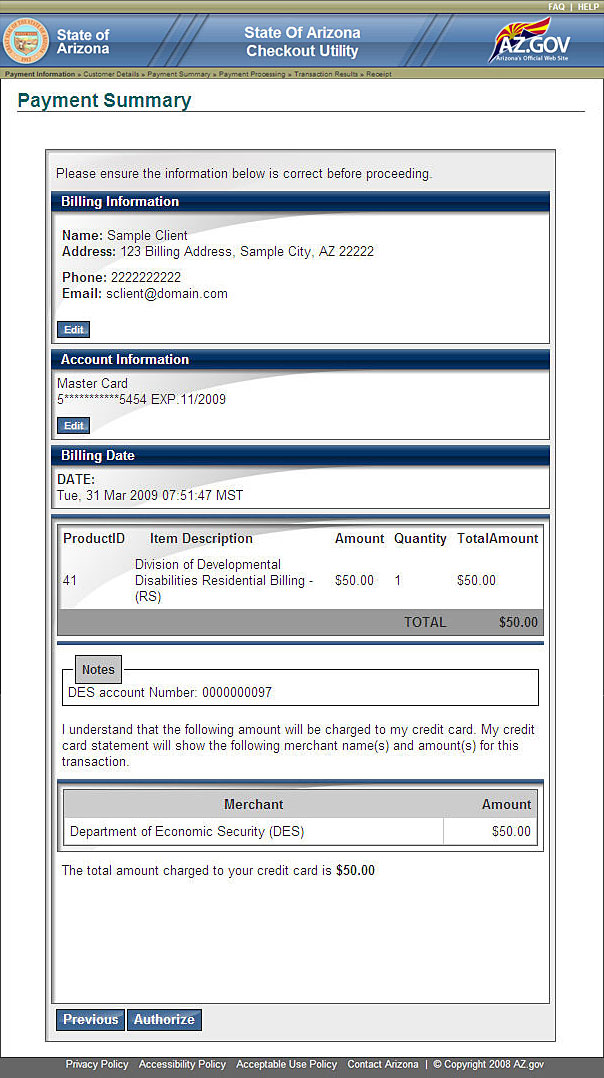 FAQ | HELP
State of
Arizona
State Of Arizona
Checkout Utility
AZ.GOV
Arizona's Official Web Site
Payment Information » Customer Details » Payment Summary » Payment Processing » Transaction Results » Receipt
Payment Summary
Please ensure the information below is correct before proceeding.
Billing Information
Name: Sample Client
Address: 123 Billing Address, Sample City, AZ 22222
Phone: 2222222222
Email: sclient@domain.com
Edit
Account Information
Master Card
5***********5454 EXP.11/2009
Edit
Billing Date
DATE:
Tue, 31 Mar 2009 07:51:47 MST
ProductID Item Description Amount Quantity TotalAmount
41 Division of Developmental Disabilities Residential Billing - (RS) $50.00 1 $50.00
TOTAL $50.00
Notes
DES account Number: 0000000097
I understand that the following amount will be charged to my credit card. My credit
card statement will show the following merchant name(s) and amount(s) for this
transaction.
Merchant Amount
Department of Economic Security (DES) $50.00
The total amount charged to your credit card is $50.00
Previous Authorize
Privacy Policy Accessibility Policy Acceptable Use Policy Contact Arizona | © Copyright 2008 AZ.gov